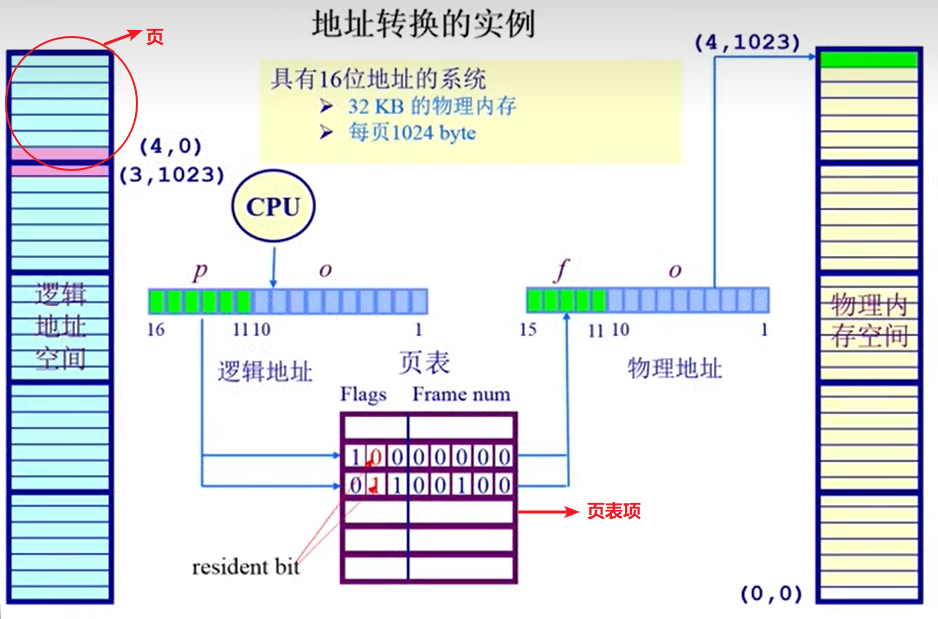 地址转换的实例
页
(4,1023)
具有16位地址的系统
➢ 32 KB 的物理内存
➢ 每页1024 byte
(4,0)
(3,1023)
CPU
p o
f o
16 11 10 1
15 11 10 1
逻辑
地址
空间
物理内
存空间
逻辑地址
页表
物理地址
Flags Frame num
1 0 0 0 0 0 0 0 0
0 1 1 0 0 1 0 0
页表项
resident bit
(0,0)